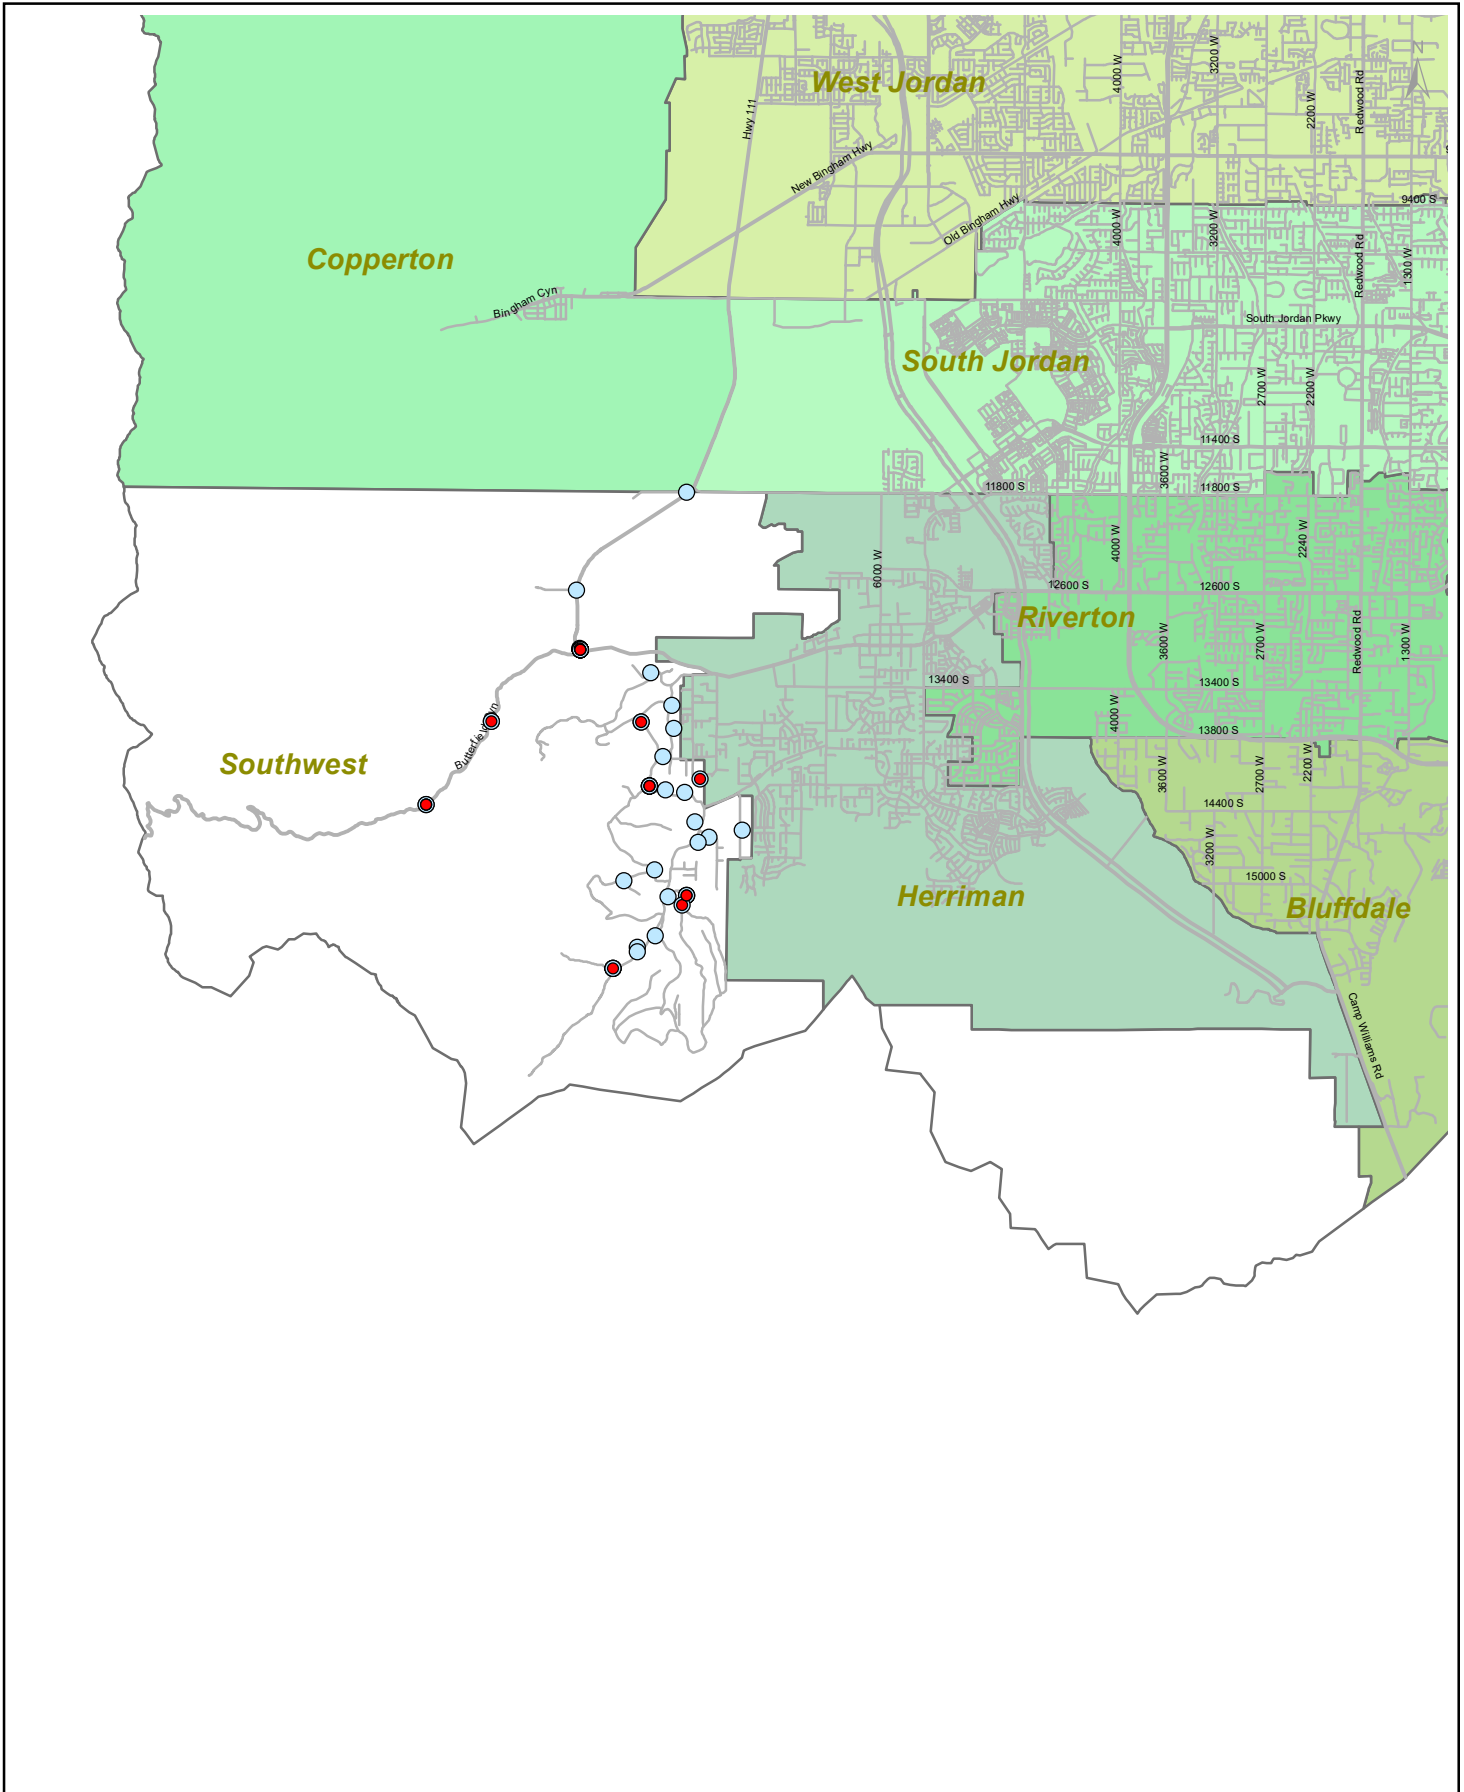 N
West Jordan
4000 W
3200 W
2200 W
Redwood Rd
Hwy 111
New Bingham Hwy
Old Bingham Hwy
9400 S
4000 W
3200 W
Redwood Rd
1300 W
Copperton
Bingham Cyn
South Jordan Pkwy
South Jordan
2700 W
2200 W
11400 S
3600 W
11800 S
11800 S
6000 W
4000 W
2240 W
12600 S
12600 S
Riverton
3600 W
2700 W
Redwood Rd
1300 W
13400 S
13400 S
4000 W
13800 S
Southwest
3600 W
2700 W
2200 W
14400 S
3200 W
15000 S
Herriman
Bluffdale
Camp Williams Rd